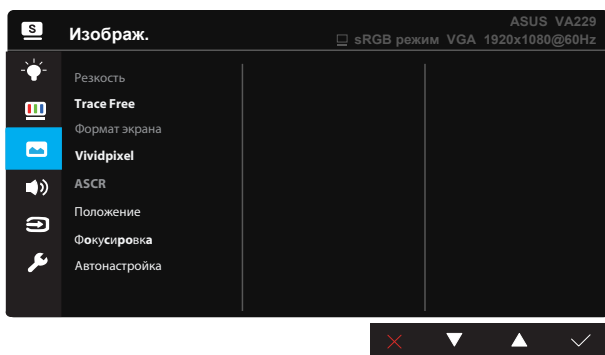 S
Изображ.
ASUS VA229
sRGB режим VGA 1920x1080@60Hz
Резкость
Trace Free
Формат экрана
Vividpixel
ASCR
Положение
Фокусировка
Автонастройка